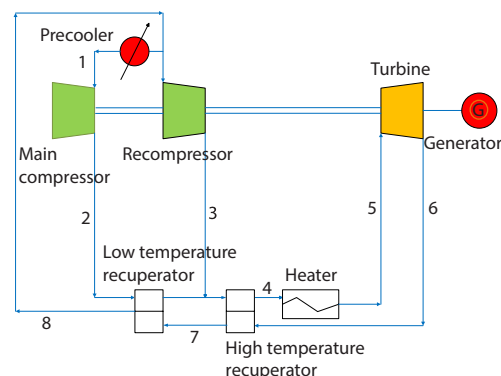 Precooler
1
Turbine
G
Main
compressor
Recompressor
Generator
2
3
5
6
Low temperature
recuperator
4
Heater
8
7
High temperature
recuperator